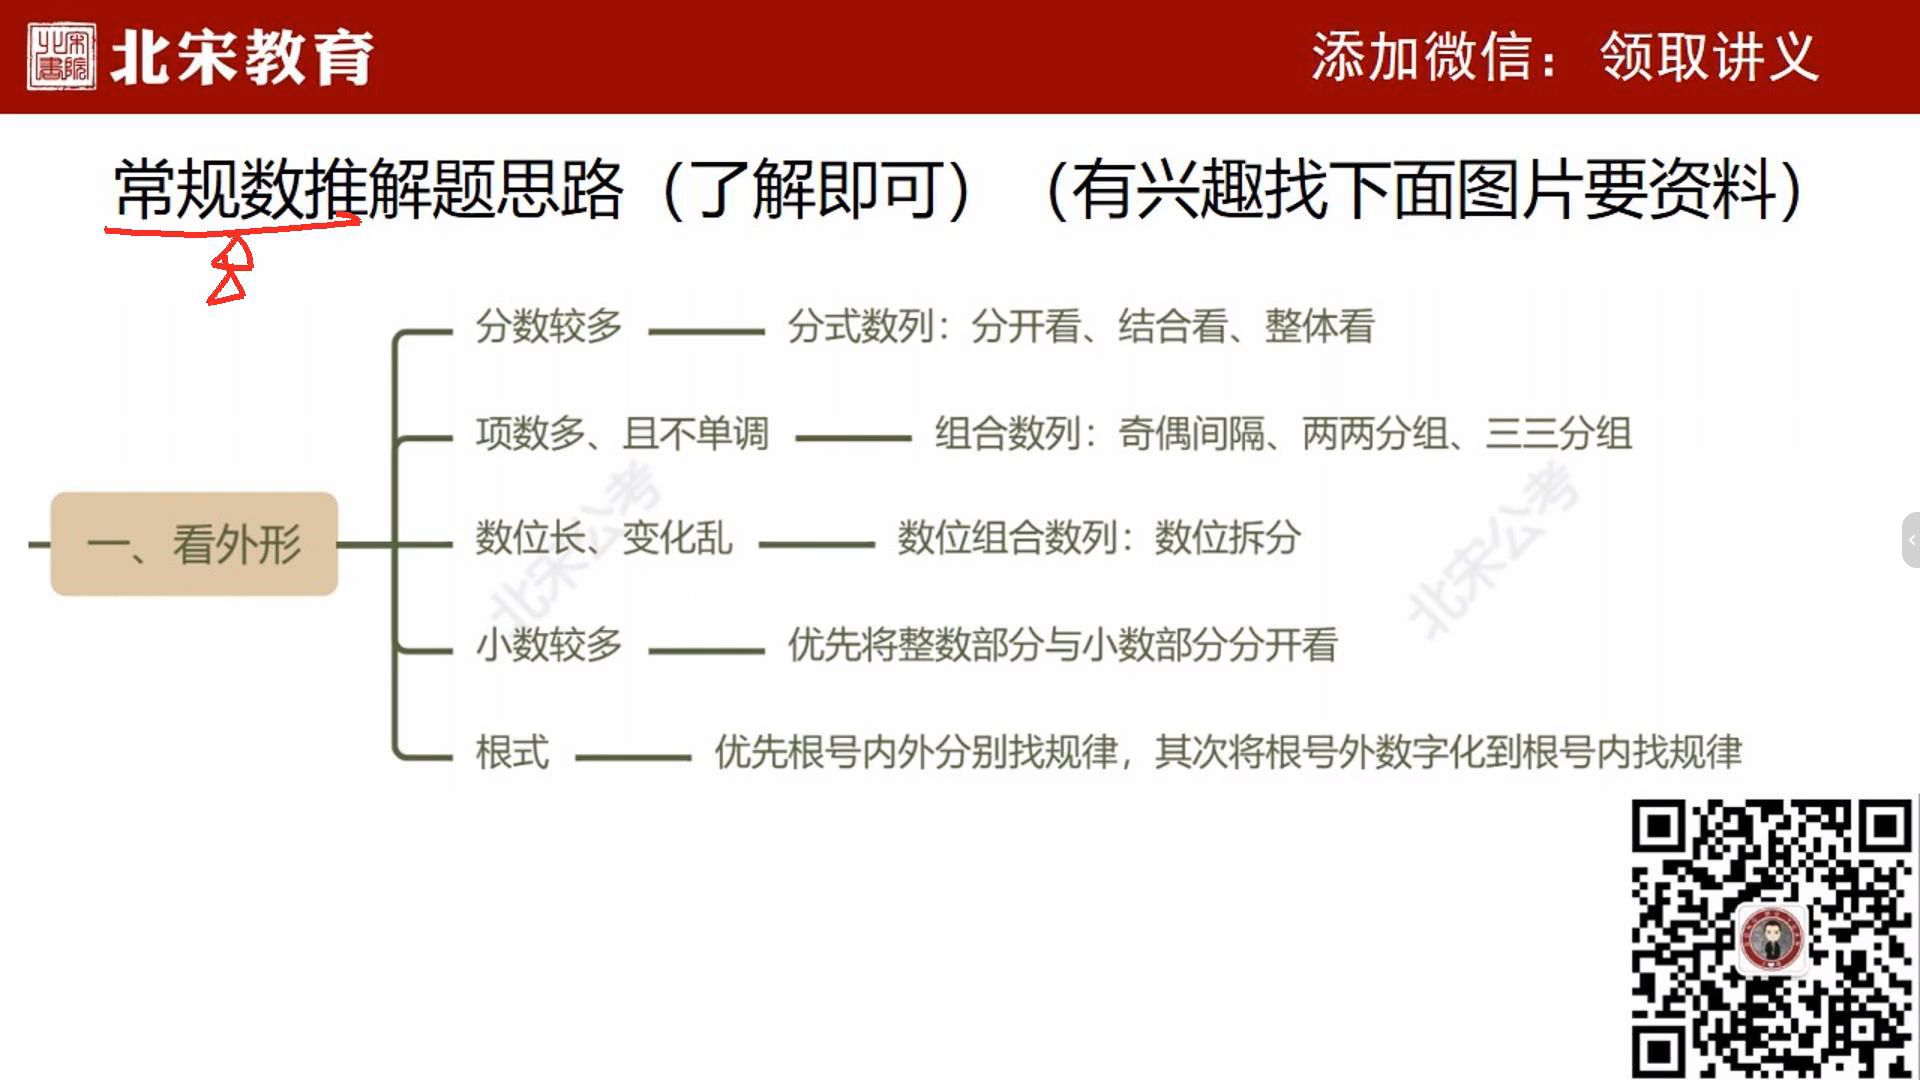 北宋教育
添加微信：领取讲义
常规数推解题思路（了解即可）（有兴趣找下面图片要资料）
分数较多 分式数列：分开看、结合看、整体看
项数多、且不单调 组合数列：奇偶间隔、两两分组、三三分组
一、看外形
数位长、变化乱 数位组合数列：数位拆分
小数较多 优先将整数部分与小数部分分开看
根式 优先根号内外分别找规律，其次将根号外数字化到根号内找规律
北宋公考
北宋公考